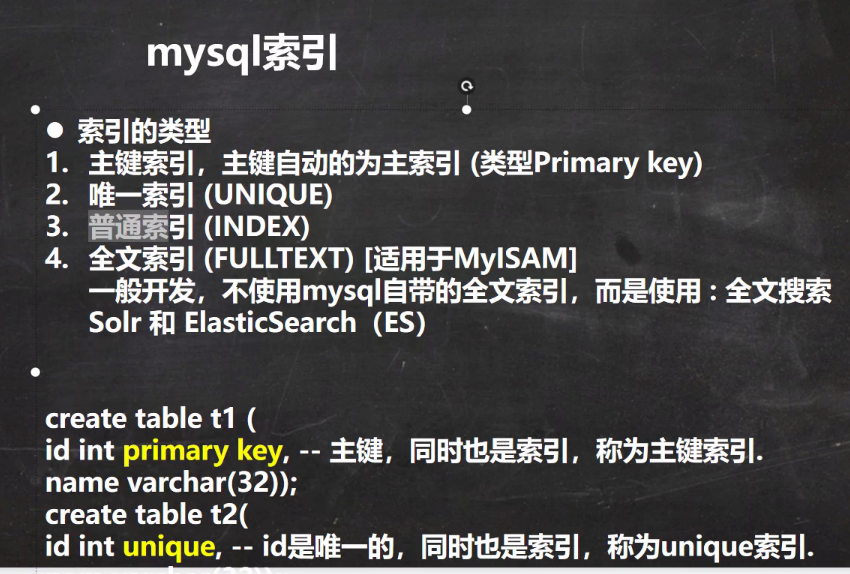 mysql索引
● 索引的类型
1. 主键索引，主键自动的为主索引 (类型Primary key)
2. 唯一索引 (UNIQUE)
3. 普通索引 (INDEX)
4. 全文索引 (FULLTEXT) [适用于MyISAM]
一般开发，不使用mysql自带的全文索引，而是使用：全文搜索
Solr 和 ElasticSearch（ES）
create table t1 (
id int primary key, -- 主键，同时也是索引，称为主键索引.
name varchar(32));
create table t2(
id int unique, -- id是唯一的，同时也是索引，称为unique索引.